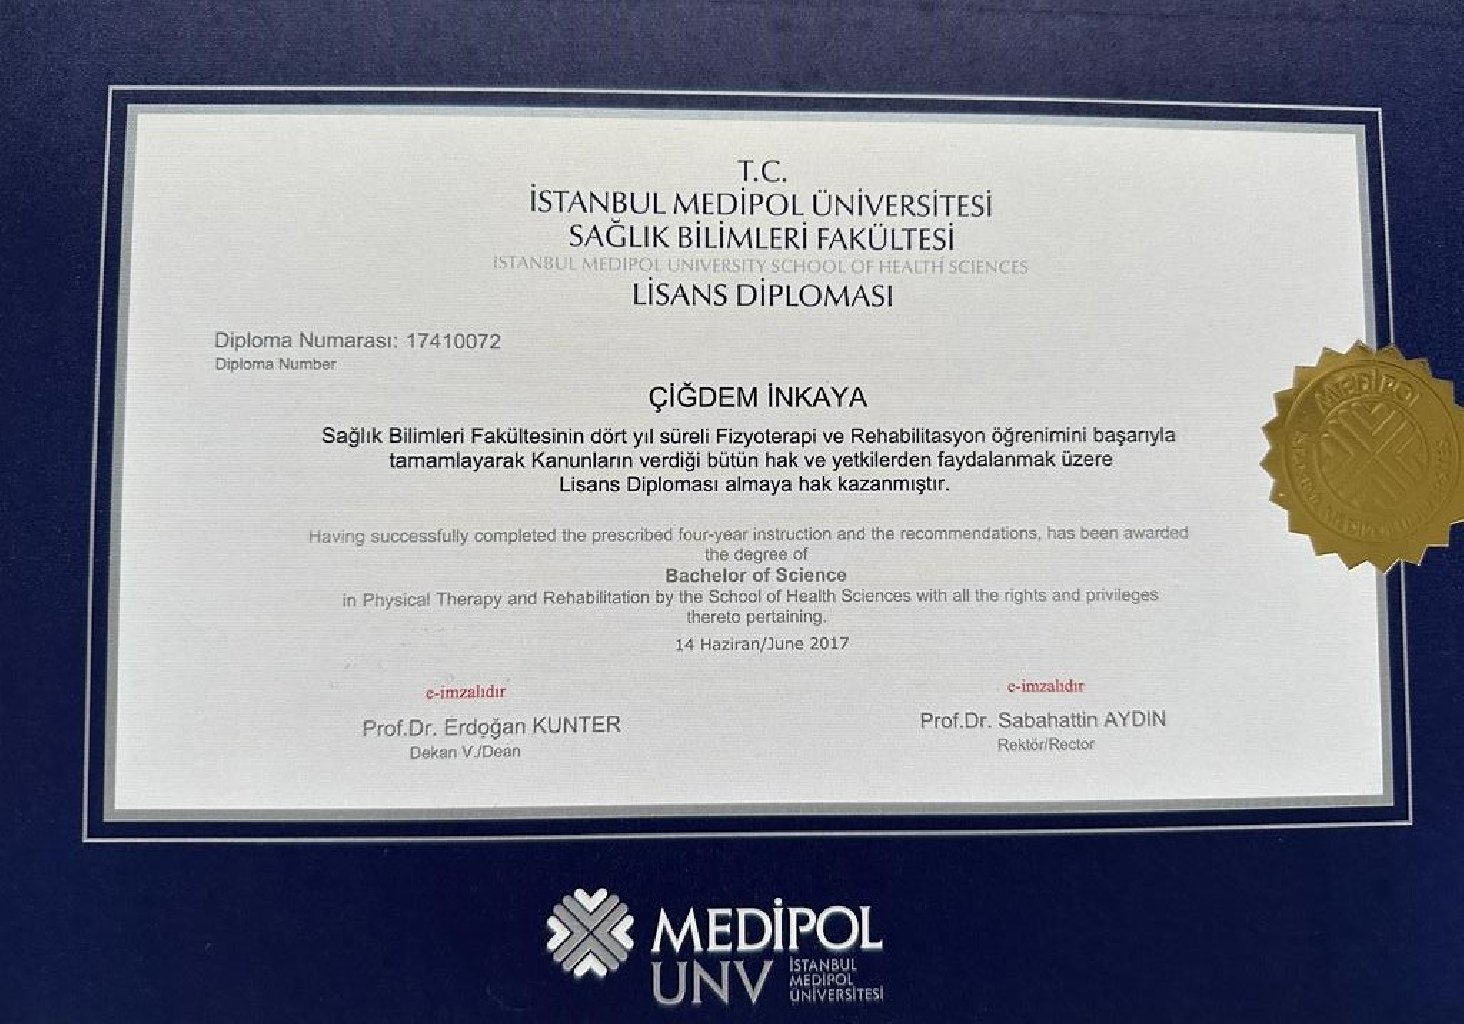 T.C.
İSTANBUL MEDİPOL ÜNİVERSİTESİ
SAĞLIK BİLİMLERİ FAKÜLTESİ
İSTANBUL MEDIPOL UNIVERSITY SCHOOL OF HEALTH SCIENCES
LİSANS DİPLOMASI
Diploma Numarası: 17410072
Diploma Number
ÇİĞDEM İNKAYA
Sağlık Bilimleri Fakültesinin dört yıl süreli Fizyoterapi ve Rehabilitasyon öğrenimini başarıyla
tamamlayarak Kanunların verdiği bütün hak ve yetkilerden faydalanmak üzere
Lisans Diploması almaya hak kazanmıştır.
Having successfully completed the prescribed four-year instruction and the recommendations, has been awarded
the degree of
Bachelor of Science
in Physical Therapy and Rehabilitation by the School of Health Sciences with all the rights and privileges
thereto pertaining.
14 Haziran/June 2017
e-imzalıdır
Prof.Dr. Erdoğan KUNTER
Dekan V./Dean
e-imzalıdır
Prof.Dr. Sabahattin AYDIN
Rektör/Rector
MEDİPOL
MEDİPOL
UNV
İSTANBUL
MEDİPOL
ÜNİVERSİTESİ